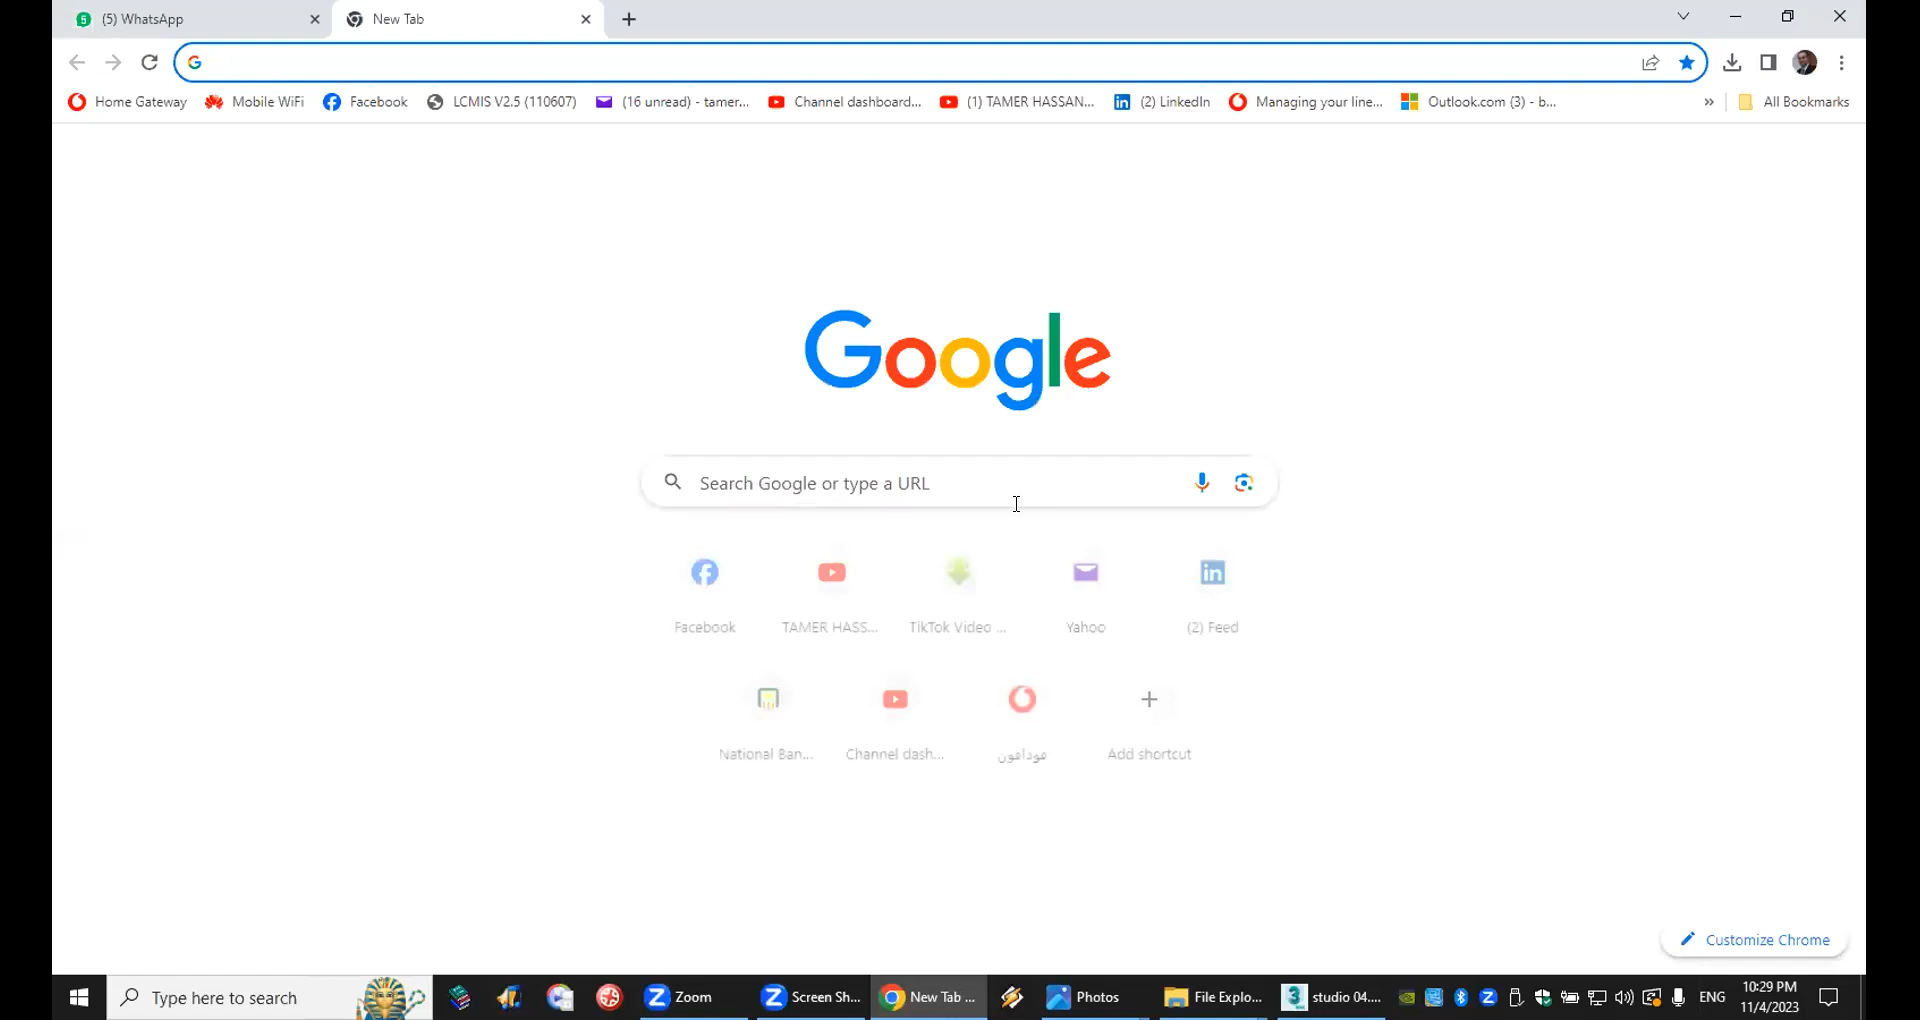 (5) WhatsApp
New Tab
Home Gateway
Mobile WiFi
Facebook
LCMIS V2.5 (110607)
(16 unread) - tamer...
Channel dashboard...
(1) TAMER HASSAN...
(2) LinkedIn
Managing your line...
Outlook.com (3) - b...
»
All Bookmarks
Google
Search Google or type a URL
Facebook
TAMER HASS...
TikTok Video ...
Yahoo
(2) Feed
National Ban...
Channel dash...
فودافون
Add shortcut
Customize Chrome
Type here to search
Zoom
Screen Sh...
New Tab ...
Photos
File Explo...
studio 04....
ENG
10:29 PM
11/4/2023